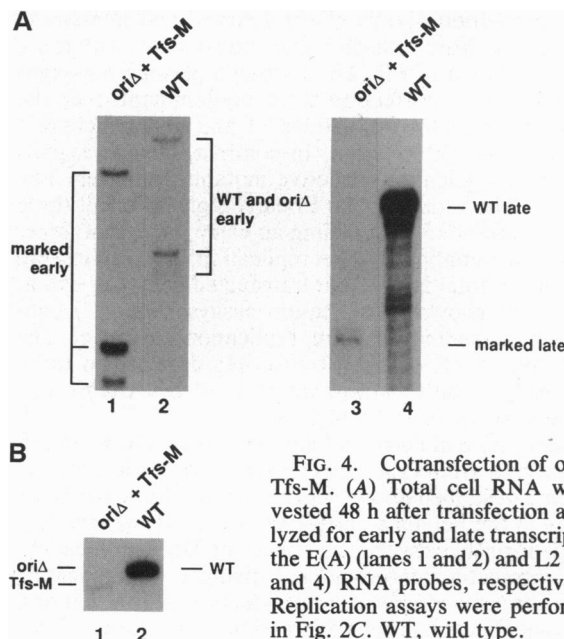 A
oriΔ + Tfs-M
WT
oriΔ + Tfs-M
WT
marked
early
WT and oriΔ
early
WT late
marked late
1
2
3
4
B
oriΔ + Tfs-M
WT
oriΔ
Tfs-M
WT
1
2
FIG. 4. Cotransfection of o
Tfs-M. (A) Total cell RNA w
vested 48 h after transfection a
lyzed for early and late transcrip
the E(A) (lanes 1 and 2) and L2
and 4) RNA probes, respectiv
Replication assays were perfor
in Fig. 2C. WT, wild type.